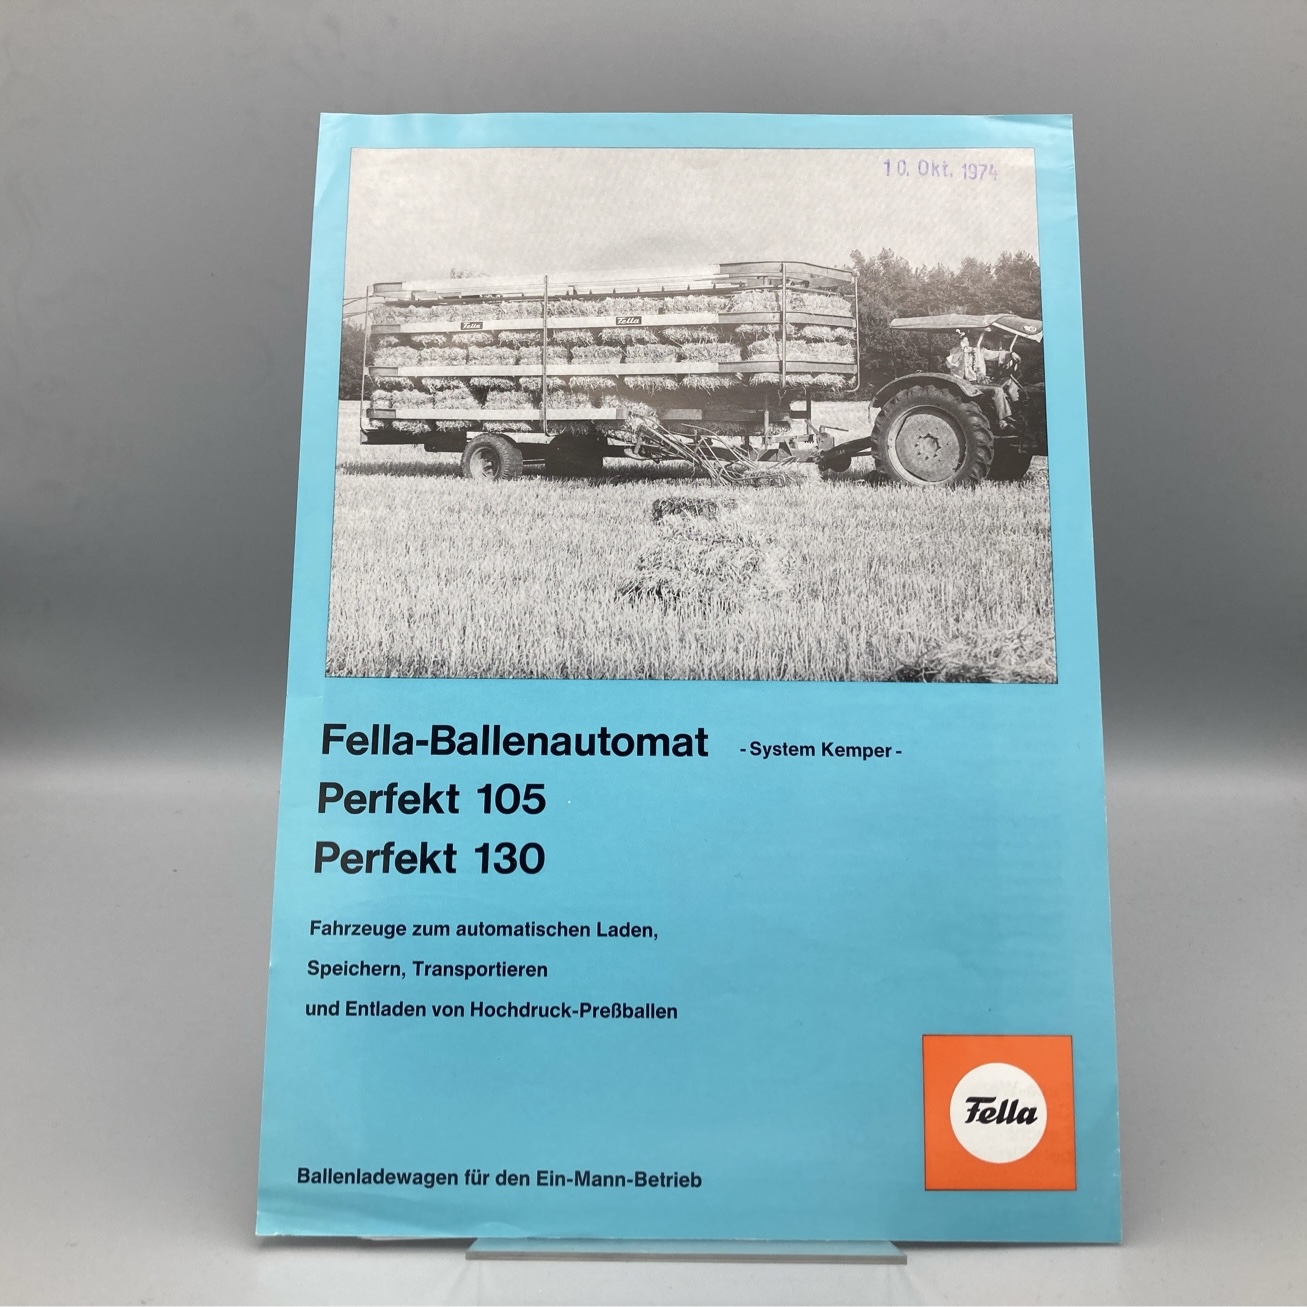 10. Okt. 1974
Fella Fella
Fella-Ballenautomat - System Kemper -
Perfekt 105
Perfekt 130
Fahrzeuge zum automatischen Laden,
Speichern, Transportieren
und Entladen von Hochdruck-Preßballen
Fella
Ballenladewagen für den Ein-Mann-Betrieb